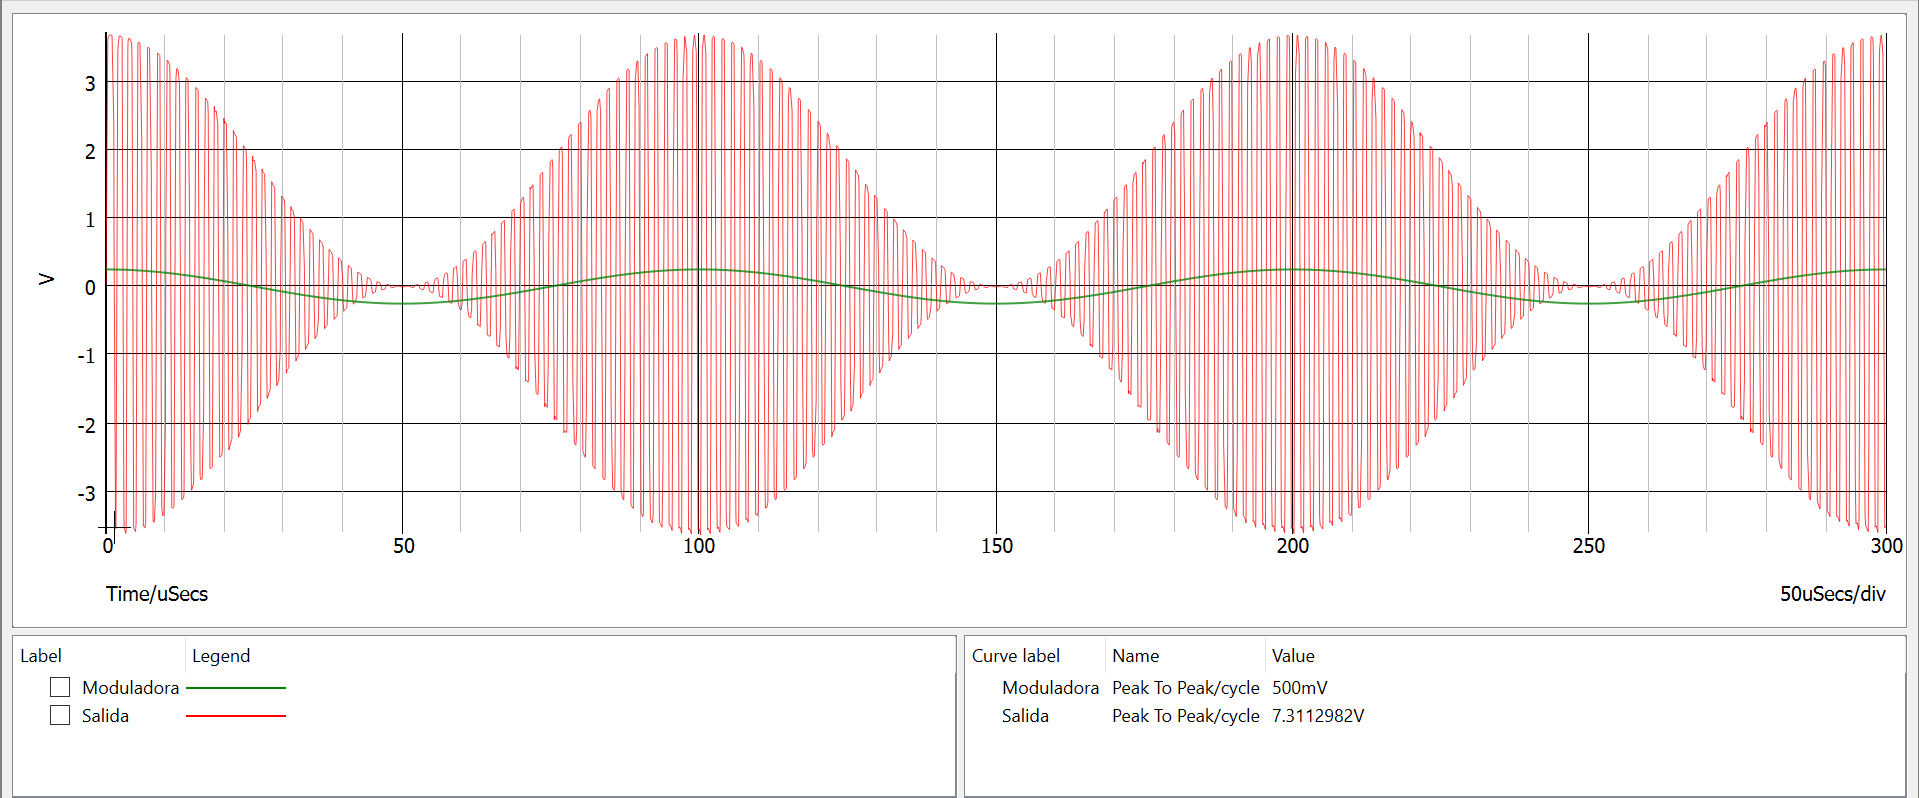 3
2
1
0
-1
-2
-3
V
0 50 100 150 200 250 300
Time/uSecs 50uSecs/div
Label Legend
Moduladora
Salida
Curve label Name Value
Moduladora Peak To Peak/cycle 500mV
Salida Peak To Peak/cycle 7.3112982V